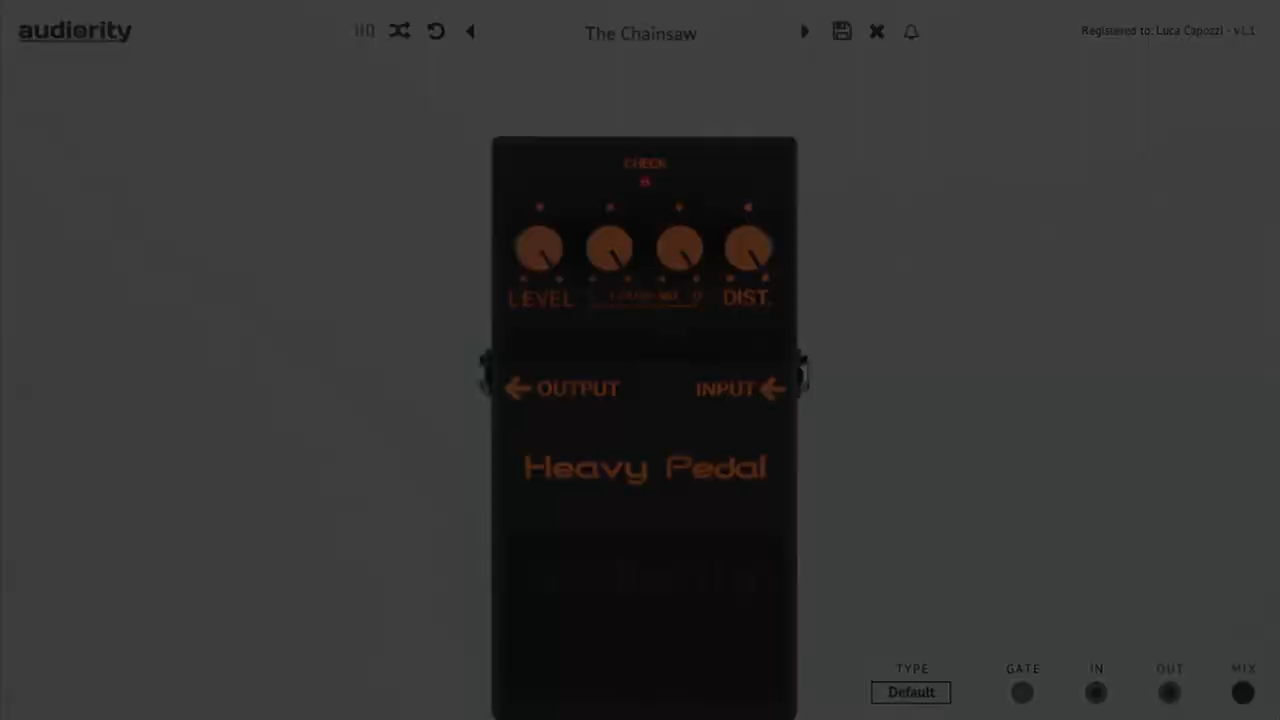 audiority
HQ
The Chainsaw
Registered to: Luca Capozzi - v1.1
CHECK
LEVEL
DIST.
OUTPUT
INPUT
Heavy Pedal
TYPE
GATE
IN
OUT
MIX
Default